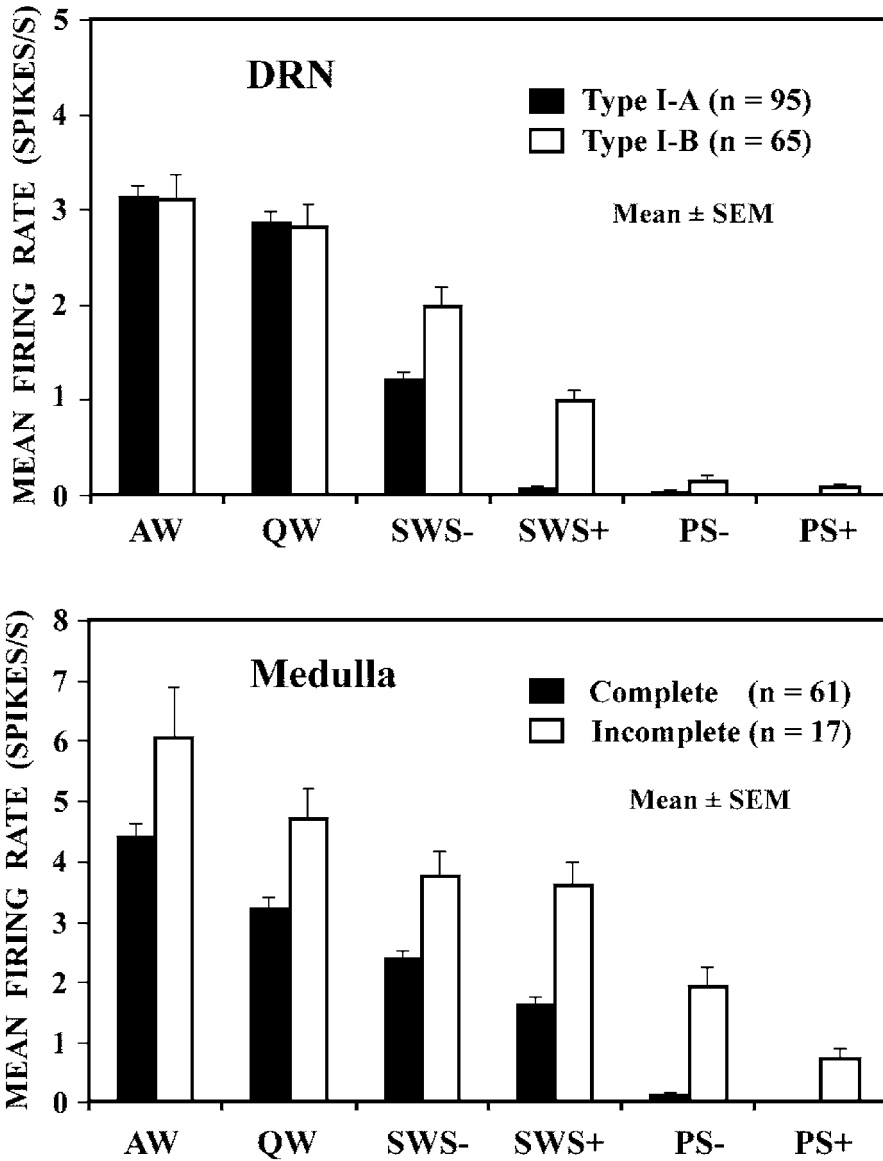 MEAN FIRING RATE (SPIKES/S)
5
4
3
2
1
0
DRN
Type I-A (n = 95)
Type I-B (n = 65)
Mean ± SEM
AW QW SWS- SWS+ PS- PS+
MEAN FIRING RATE (SPIKES/S)
8
7
6
5
4
3
2
1
0
Medulla
Complete (n = 61)
Incomplete (n = 17)
Mean ± SEM
AW QW SWS- SWS+ PS- PS+